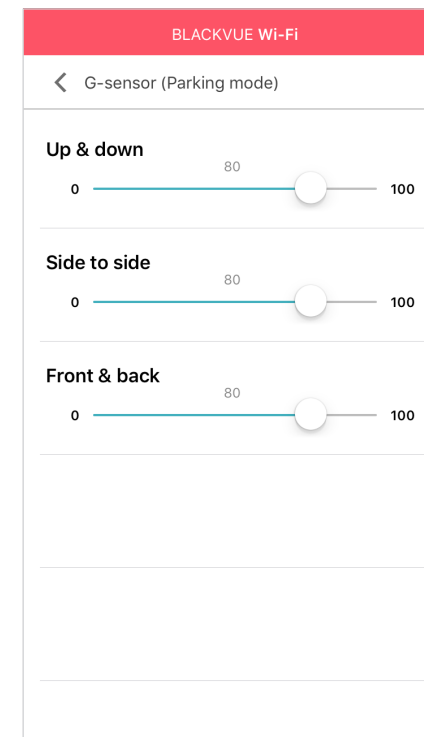 BLACKVUE Wi-Fi
G-sensor (Parking mode)
Up & down
80
0 100
Side to side
80
0 100
Front & back
80
0 100